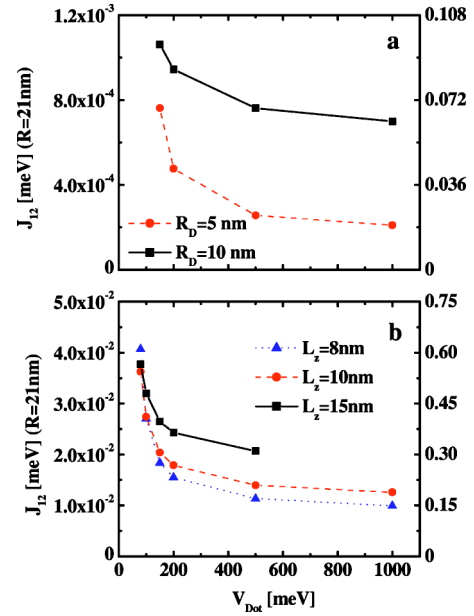 1.2x10⁻³
8.0x10⁻⁴
4.0x10⁻⁴
0
J₁₂ [meV] (R=21nm)
a
0.108
0.072
0.036
0
R_D=5 nm
R_D=10 nm
5.0x10⁻²
4.0x10⁻²
3.0x10⁻²
2.0x10⁻²
1.0x10⁻²
J₁₂ [meV] (R=21nm)
b
L_z=8nm
L_z=10nm
L_z=15nm
0.75
0.60
0.45
0.30
0.15
0 200 400 600 800 1000
V_Dot [meV]